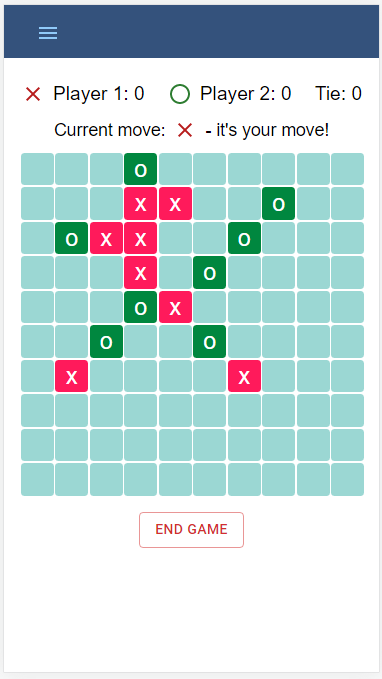 Player 1: 0 Player 2: 0 Tie: 0
Current move: - it's your move!
O
X X O
O X X O
X O
O X
O O
X X
END GAME